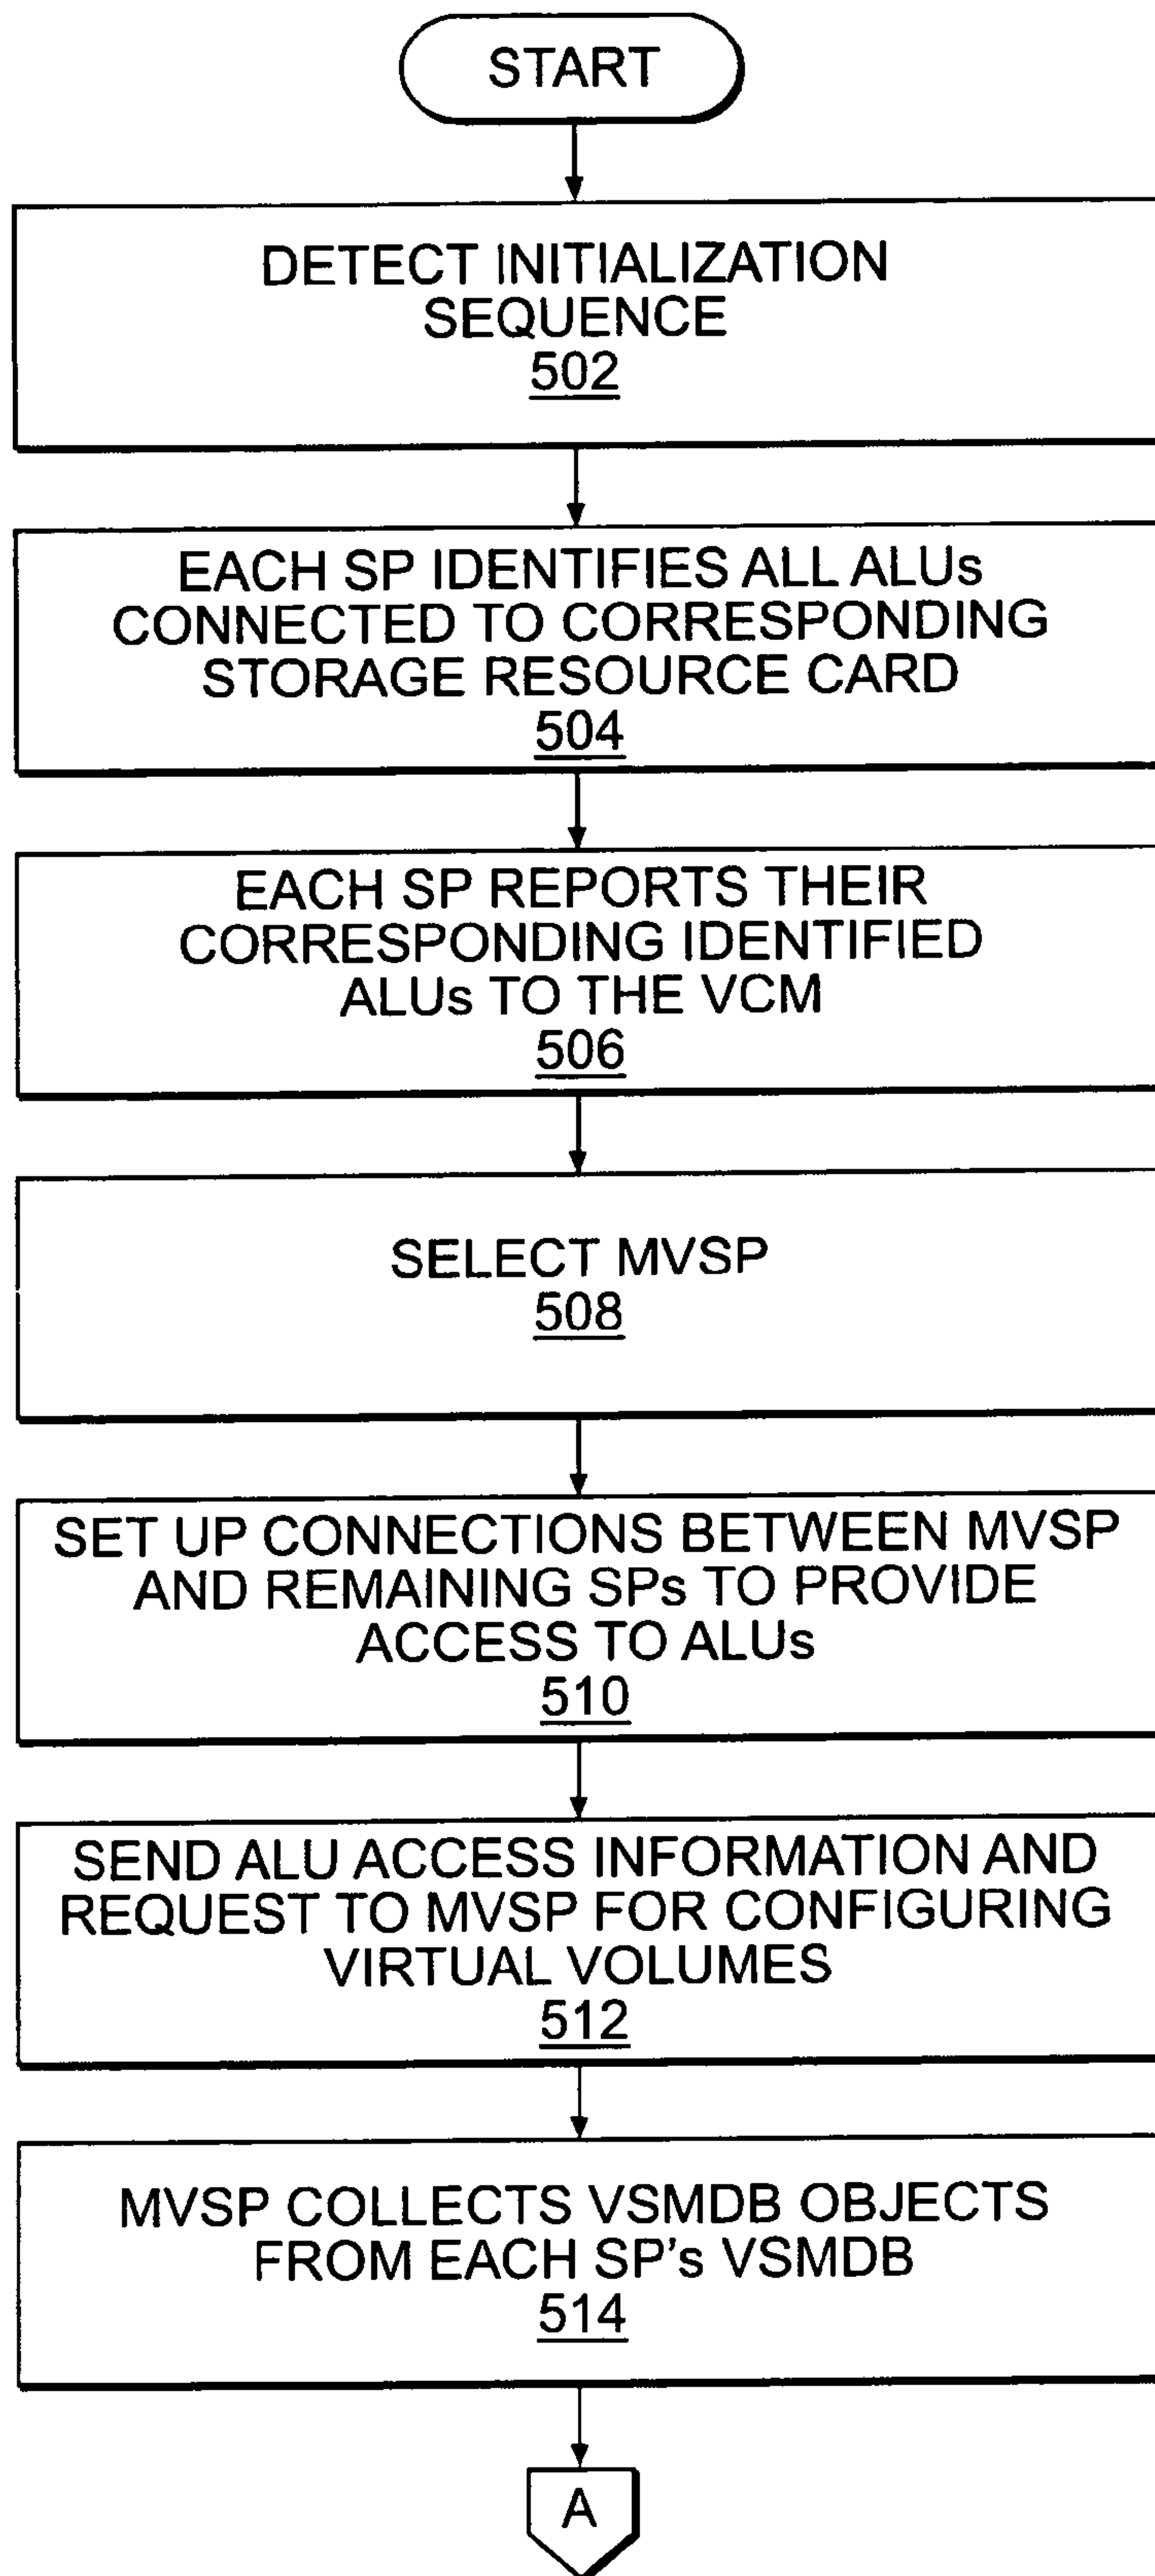 START
DETECT INITIALIZATION
SEQUENCE
502
EACH SP IDENTIFIES ALL ALUs
CONNECTED TO CORRESPONDING
STORAGE RESOURCE CARD
504
EACH SP REPORTS THEIR
CORRESPONDING IDENTIFIED
ALUs TO THE VCM
506
SELECT MVSP
508
SET UP CONNECTIONS BETWEEN MVSP
AND REMAINING SPs TO PROVIDE
ACCESS TO ALUs
510
SEND ALU ACCESS INFORMATION AND
REQUEST TO MVSP FOR CONFIGURING
VIRTUAL VOLUMES
512
MVSP COLLECTS VSMDB OBJECTS
FROM EACH SP's VSMDB
514
A